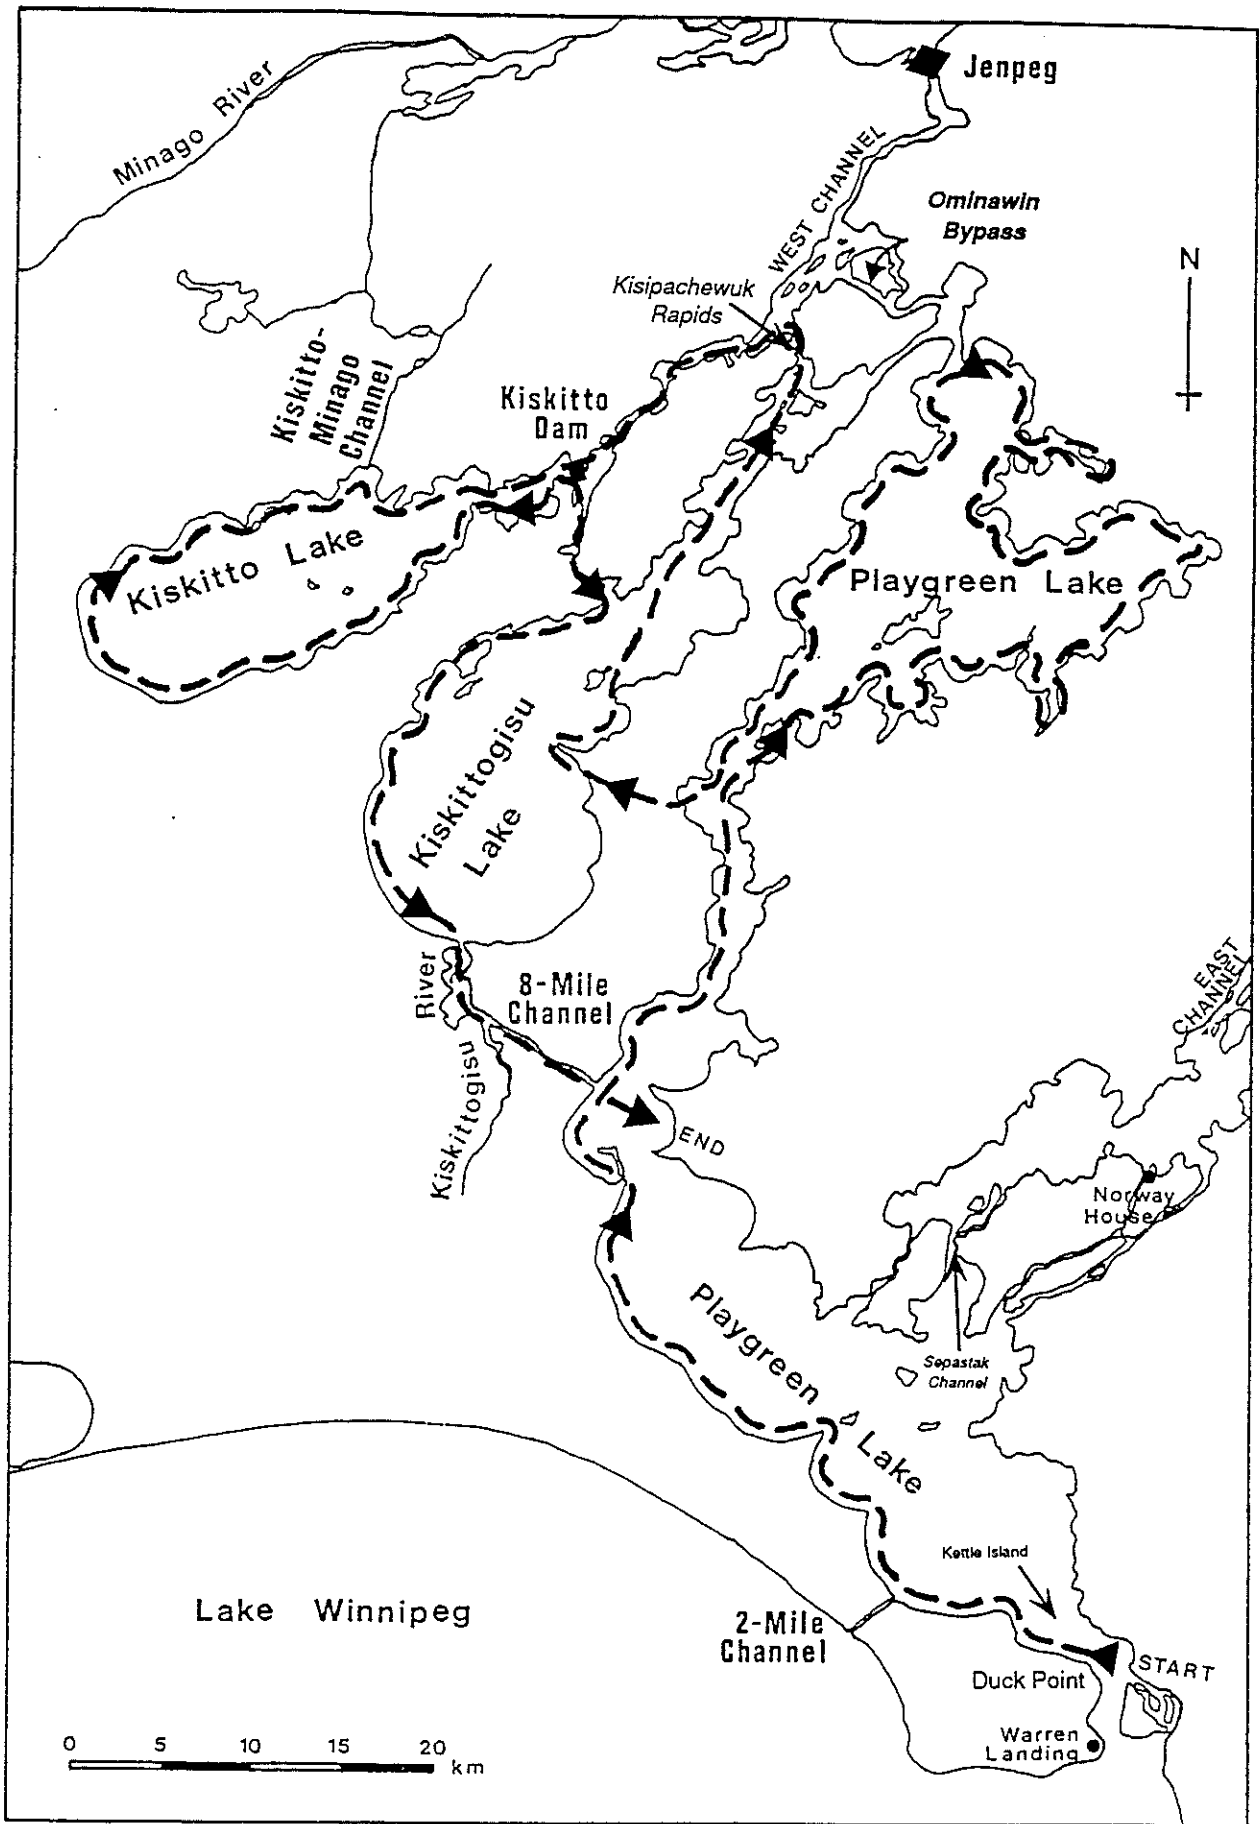 Jenpeg
Minago River
WEST CHANNEL
Ominawin
Bypass
N
Kisipachewuk
Rapids
Kiskitto-
Minago
Channel
Kiskitto
Dam
Kiskitto Lake
Playgreen Lake
Kiskittogisu
Lake
EAST
CHANNEL
River
Kiskittogisu
8-Mile
Channel
END
Norway
House
Playgreen
Lake
Sepastak
Channel
Kettle Island
Lake Winnipeg
2-Mile
Channel
START
Duck Point
Warren
Landing
0 5 10 15 20
km